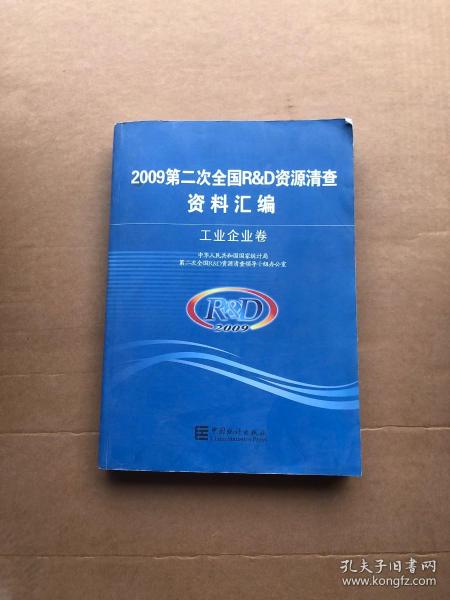 2009第二次全国R&D资源清查
资料汇编
工业企业卷
中华人民共和国国家统计局
第二次全国R&D资源清查领导小组办公室
R&D
2009
中国统计出版社
China Statistics Press
孔夫子旧书网
www.kongfz.com